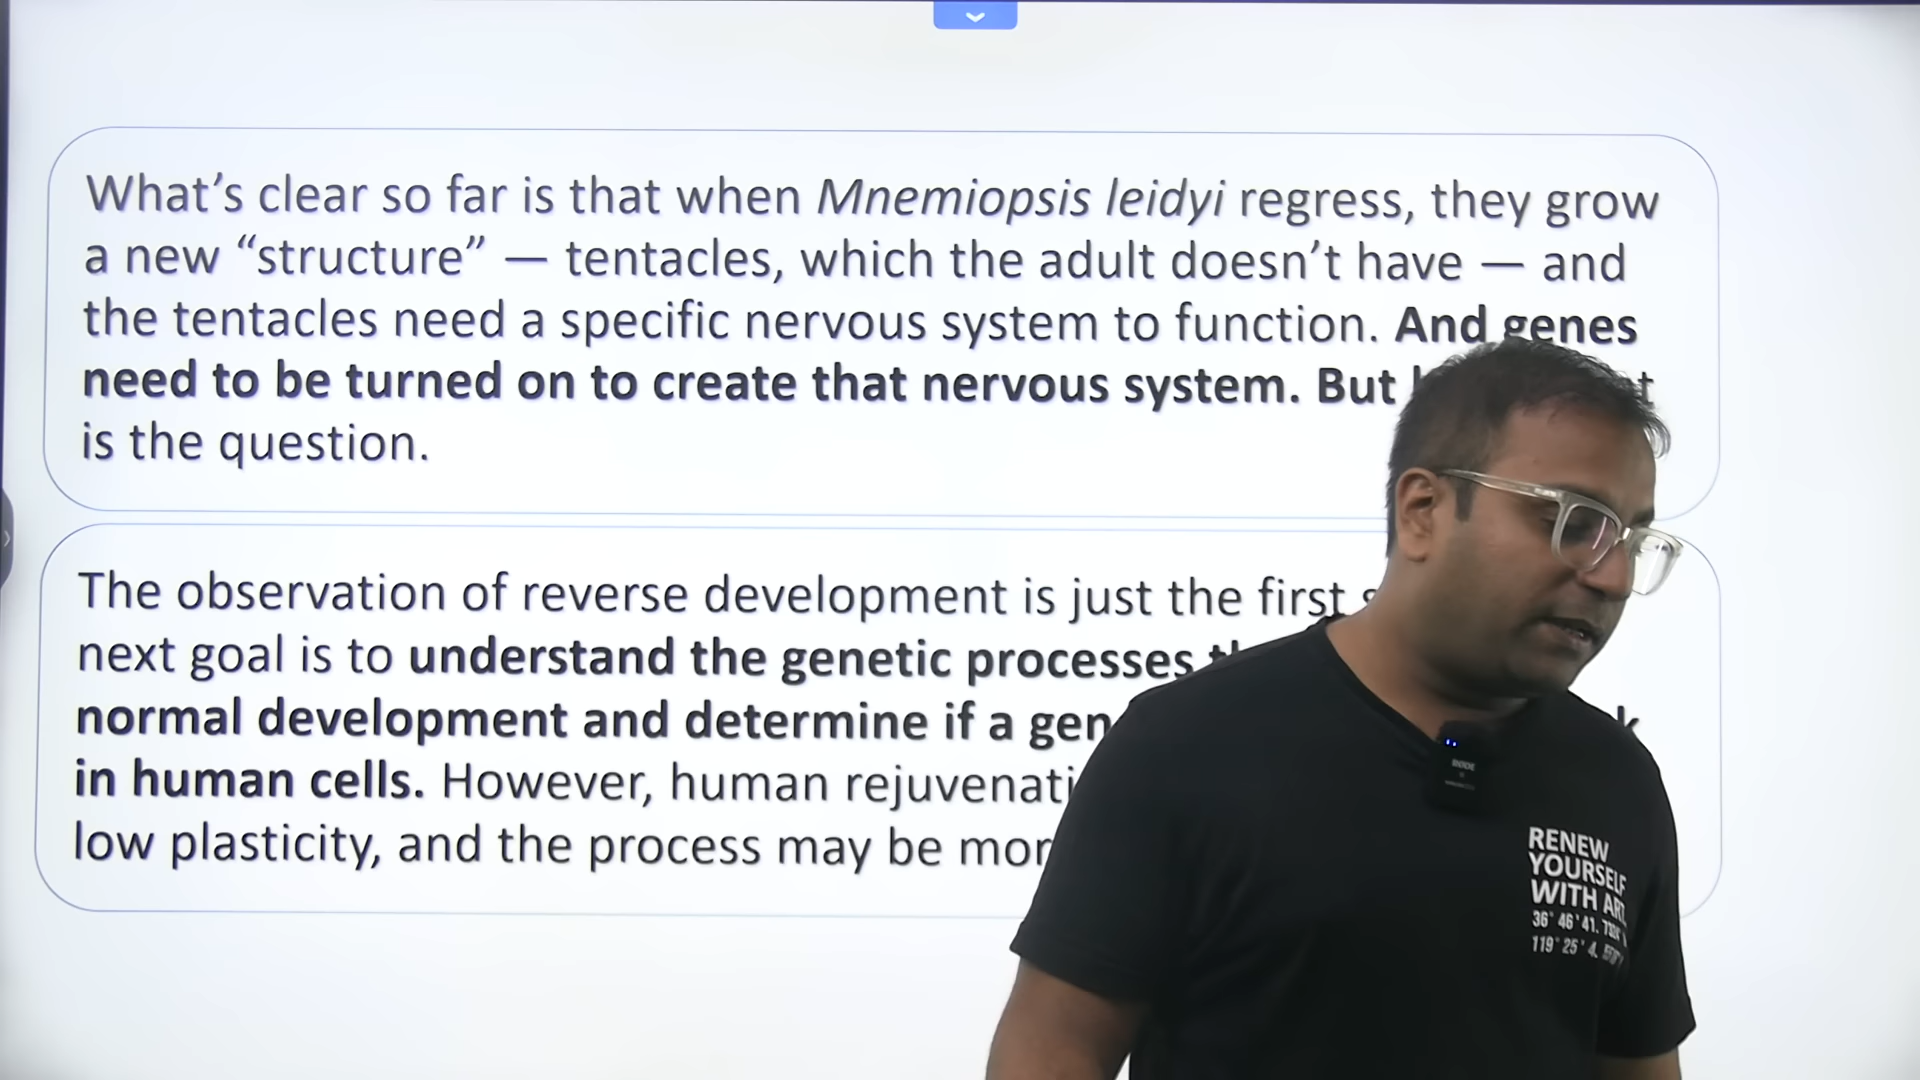 What’s clear so far is that when Mnemiopsis leidyi regress, they grow
a new “structure” — tentacles, which the adult doesn’t have — and
the tentacles need a specific nervous system to function. And genes
need to be turned on to create that nervous system. But
is the question.
The observation of reverse development is just the first
next goal is to understand the genetic processes
normal development and determine if a
in human cells. However, human
low plasticity, and the process may be
RENEW
YOURSELF
WITH ART
36° 46' 41.
119° 25' 4.